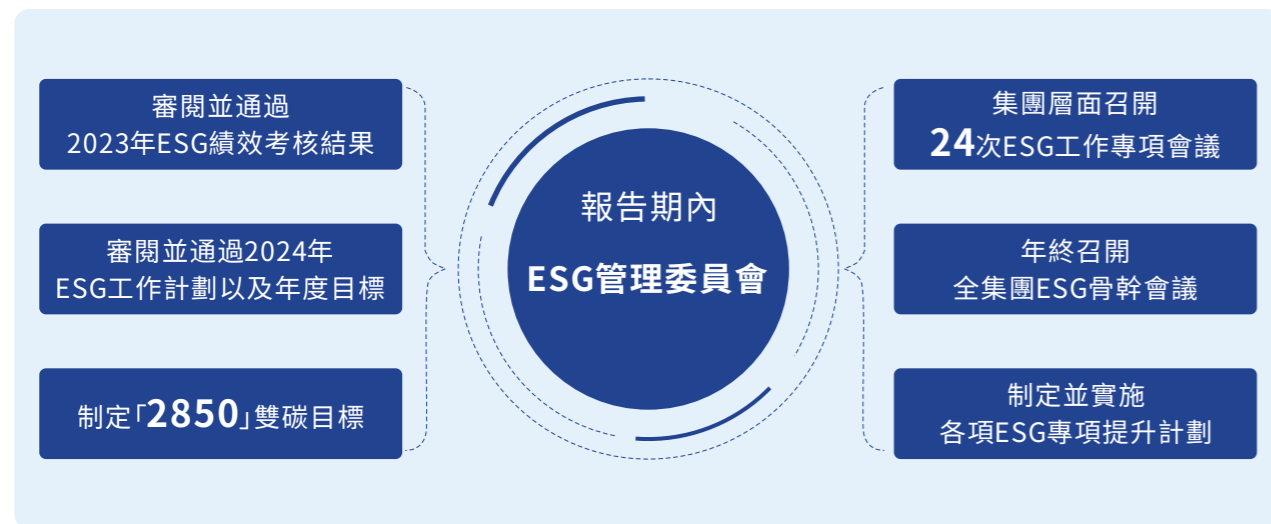 審閱並通過
2023年ESG績效考核結果
審閱並通過2024年
ESG工作計劃以及年度目標
制定「2850」雙碳目標
報告期內
ESG管理委員會
集團層面召開
24次ESG工作專項會議
年終召開
全集團ESG骨幹會議
制定並實施
各項ESG專項提升計劃